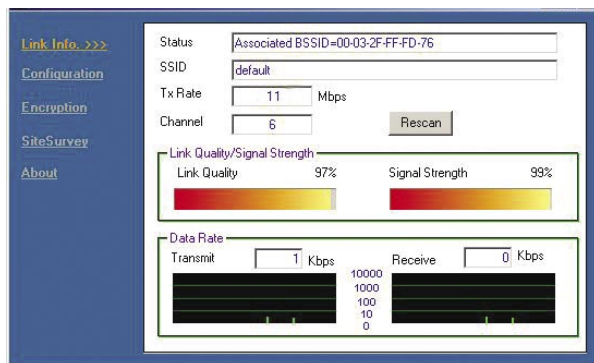 Link Info. >>>
Configuration
Encryption
SiteSurvey
About
Status Associated BSSID=00-03-2F-FF-FD-76
SSID default
Tx Rate 11 Mbps
Channel 6 Rescan
Link Quality/Signal Strength
Link Quality 97% Signal Strength 99%
Data Rate
Transmit 1 Kbps Receive 0 Kbps
10000
1000
100
10
0